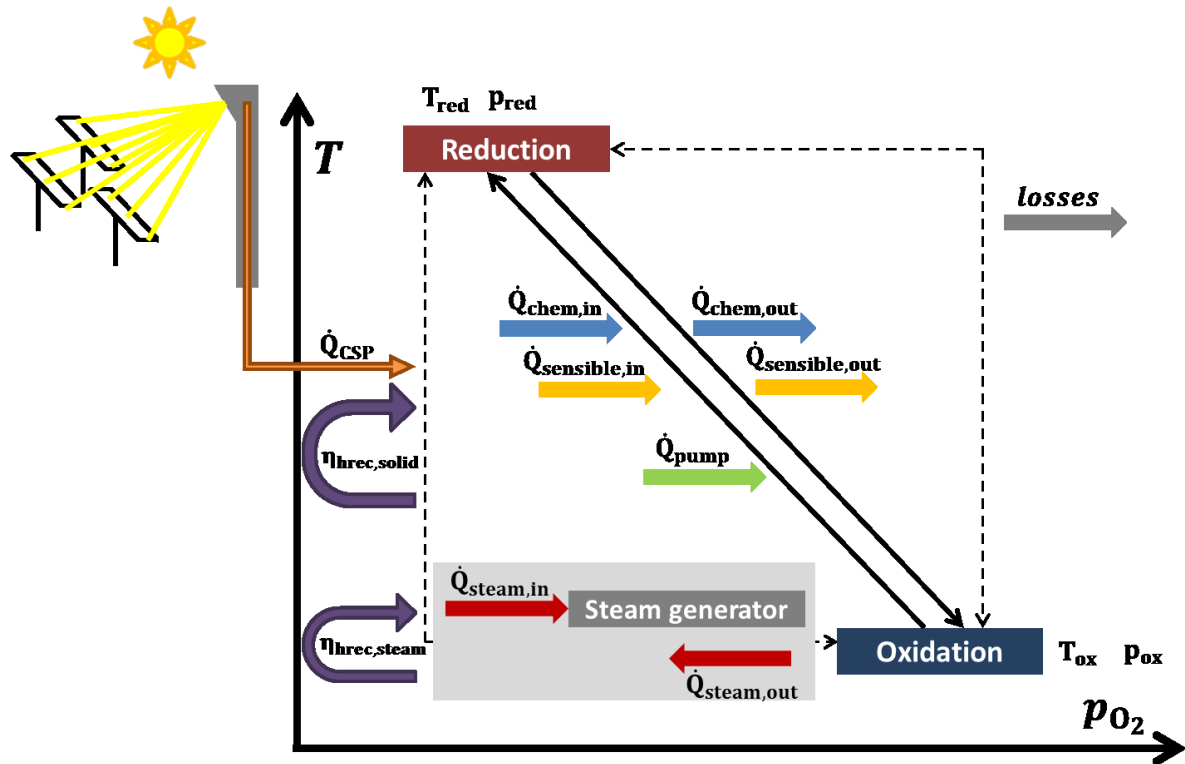 T_red p_red
Reduction
T
losses
Q̇_chem,in
Q̇_chem,out
Q̇_CSP
Q̇_sensible,in
Q̇_sensible,out
η_hrec,solid
Q̇_pump
Q̇_steam,in
Steam generator
η_hrec,steam
Oxidation
T_ox p_ox
Q̇_steam,out
p_O₂